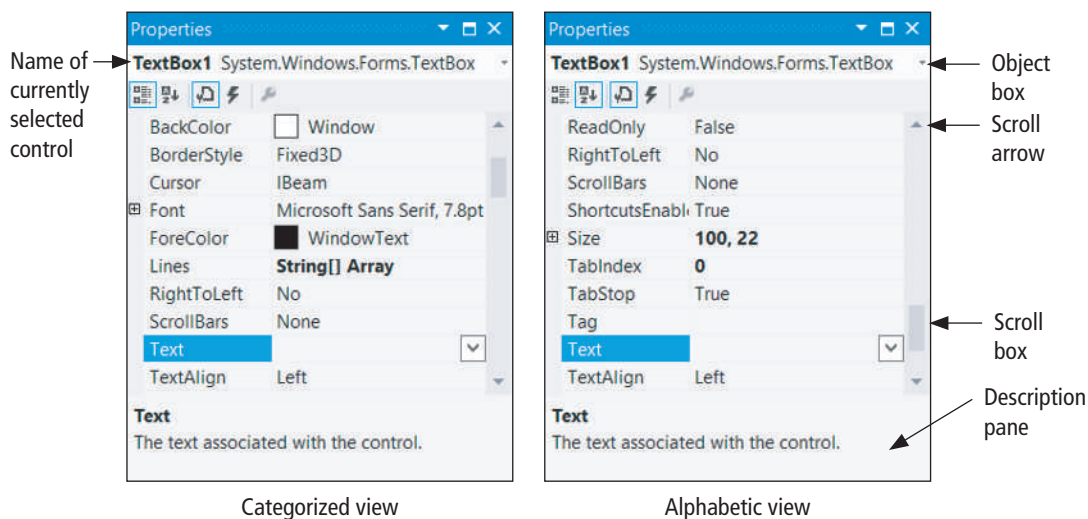 Name of
currently
selected
control
Properties
TextBox1 System.Windows.Forms.TextBox
BackColor Window
BorderStyle Fixed3D
Cursor IBeam
Font Microsoft Sans Serif, 7.8pt
ForeColor WindowText
Lines String[] Array
RightToLeft No
ScrollBars None
Text
TextAlign Left
Text
The text associated with the control.
Categorized view
Properties
TextBox1 System.Windows.Forms.TextBox
ReadOnly False
RightToLeft No
ScrollBars None
ShortcutsEnabl True
Size 100, 22
TabIndex 0
TabStop True
Tag
Text
TextAlign Left
Text
The text associated with the control.
Alphabetic view
Object
box
Scroll
arrow
Scroll
box
Description
pane